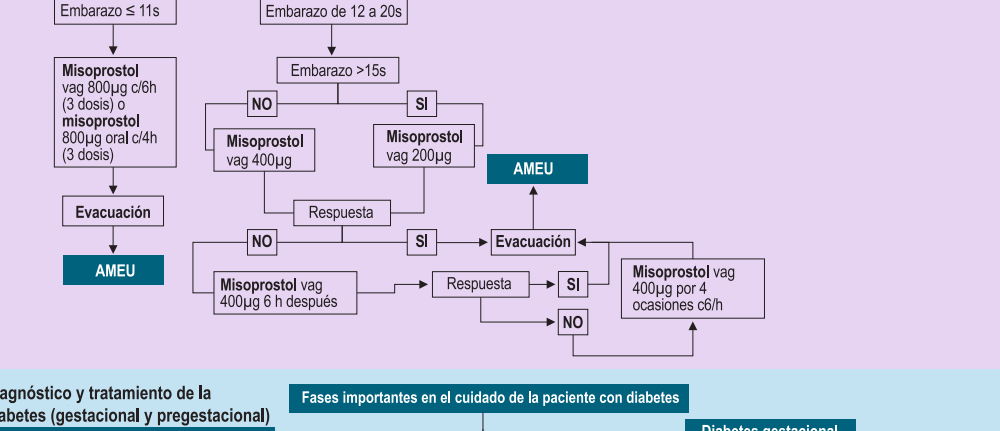 Embarazo ≤ 11s
Embarazo de 12 a 20s
Misoprostol
vag 800µg c/6h
(3 dosis) o
misoprostol
800µg oral c/4h
(3 dosis)
Evacuación
AMEU
Embarazo >15s
NO
SI
Misoprostol
vag 400µg
Misoprostol
vag 200µg
Respuesta
NO
SI
Evacuación
AMEU
Misoprostol vag
400µg 6 h después
Respuesta
SI
NO
Misoprostol vag
400µg por 4
ocasiones c6/h
agnóstico y tratamiento de la
abetes (gestacional y pregestacional)
Fases importantes en el cuidado de la paciente con diabetes
Diabetes gestacional